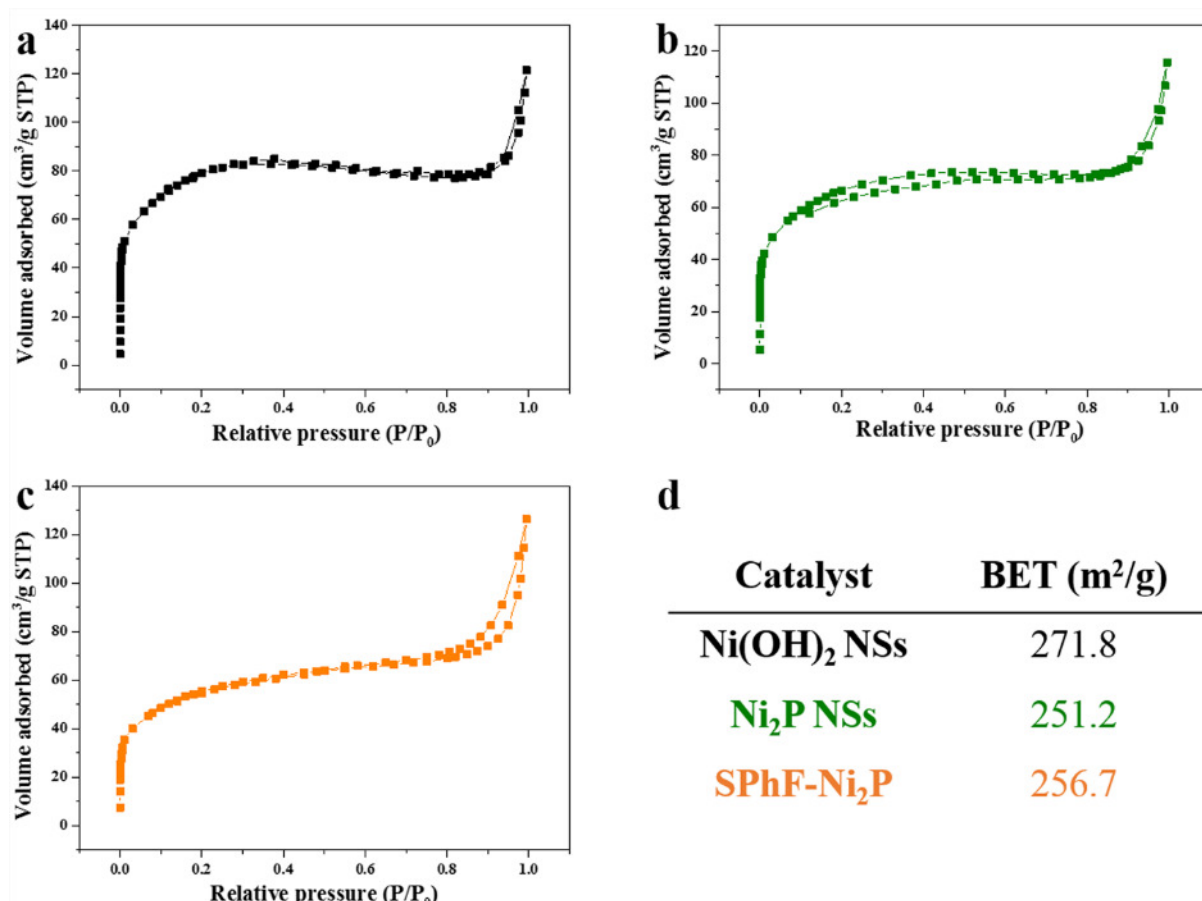 a
Volume adsorbed (cm³/g STP)
140
120
100
80
60
40
20
0
0.0 0.2 0.4 0.6 0.8 1.0
Relative pressure (P/P₀)
b
Volume adsorbed (cm³/g STP)
120
100
80
60
40
20
0
0.0 0.2 0.4 0.6 0.8 1.0
Relative pressure (P/P₀)
c
Volume adsorbed (cm³/g STP)
140
120
100
80
60
40
20
0
0.0 0.2 0.4 0.6 0.8 1.0
Relative pressure (P/P₀)
d
Catalyst BET (m²/g)
Ni(OH)₂ NSs 271.8
Ni₂P NSs 251.2
SPhF-Ni₂P 256.7